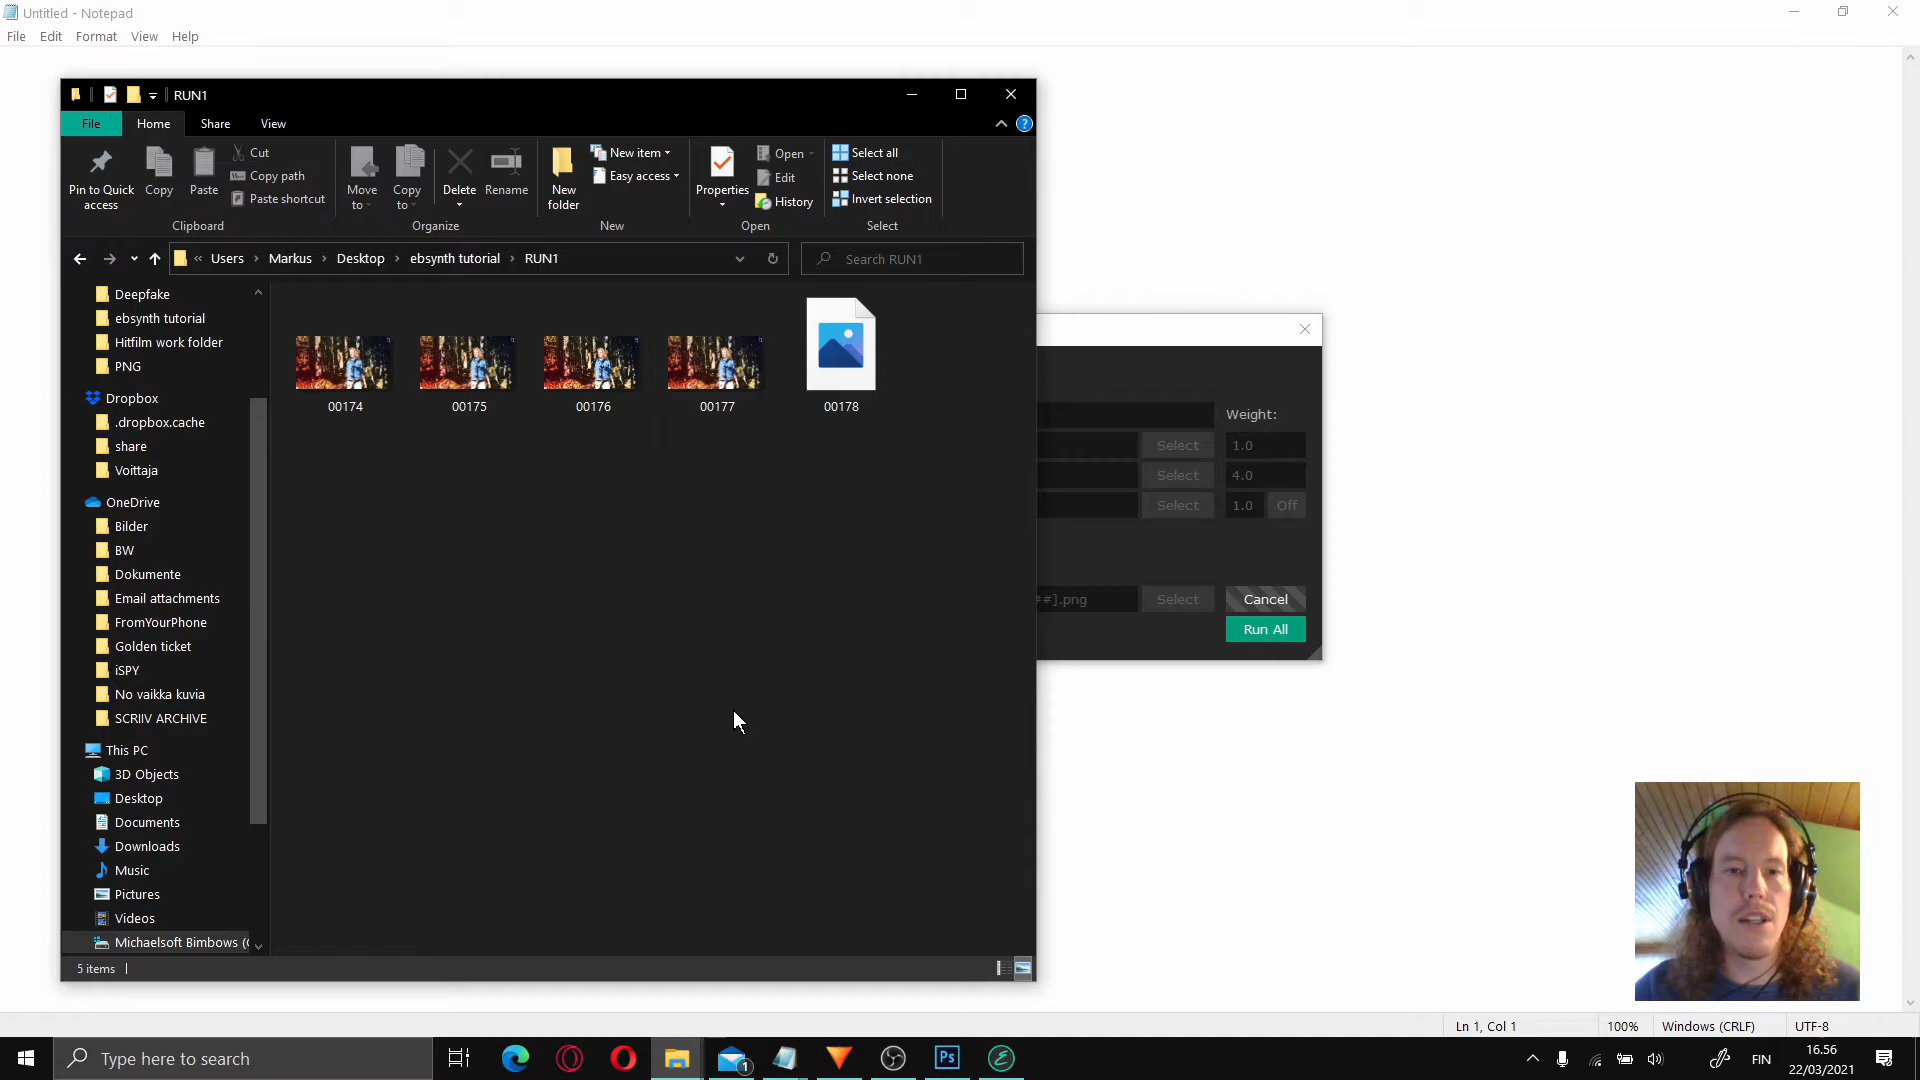 Untitled - Notepad
File Edit Format View Help
RUN1
File Home Share View
Pin to Quick access
Copy
Paste
Cut
Copy path
Paste shortcut
Clipboard
Move to
Copy to
Delete
Rename
Organize
New folder
New item
Easy access
New
Properties
Open
Edit
History
Open
Select all
Select none
Invert selection
Select
« Users > Markus > Desktop > ebsynth tutorial > RUN1
Search RUN1
Deepfake
ebsynth tutorial
Hitfilm work folder
PNG
Dropbox
.dropbox.cache
share
Voittaja
OneDrive
Bilder
BW
Dokumente
Email attachments
FromYourPhone
Golden ticket
iSPY
No vaikka kuvia
SCRIIV ARCHIVE
This PC
3D Objects
Desktop
Documents
Downloads
Music
Pictures
Videos
Michaelsoft Bimbows (
00174 00175 00176 00177 00178
5 items
Weight:
Select 1.0
Select 4.0
Select 1.0 Off
##].png Select Cancel
Run All
Ln 1, Col 1 100% Windows (CRLF) UTF-8
Type here to search
1
Ps
FIN
16.56
22/03/2021